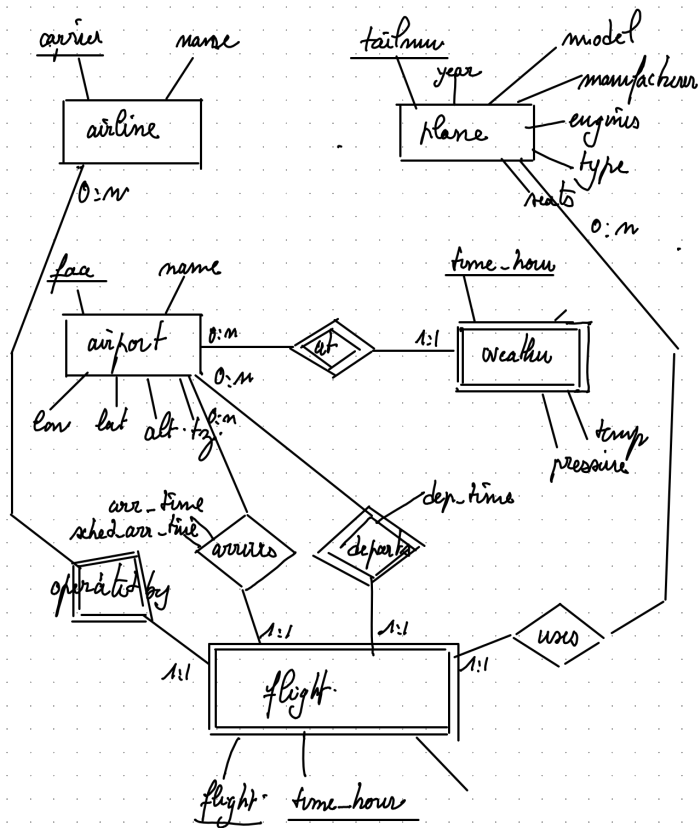 carrier
name
airline
0:n
tailnum
year
model
manufacturer
engines
type
seats
plane
0:n
faa
name
airport
0:n
0:n
0:n
lon
lat
alt
tz
at
1:1
time_hour
weather
temp
pressure
arr_time
sched_arr_time
arrives
dep_time
departs
operated by
uses
1:1
1:1
1:1
1:1
flight
flight
time_hour